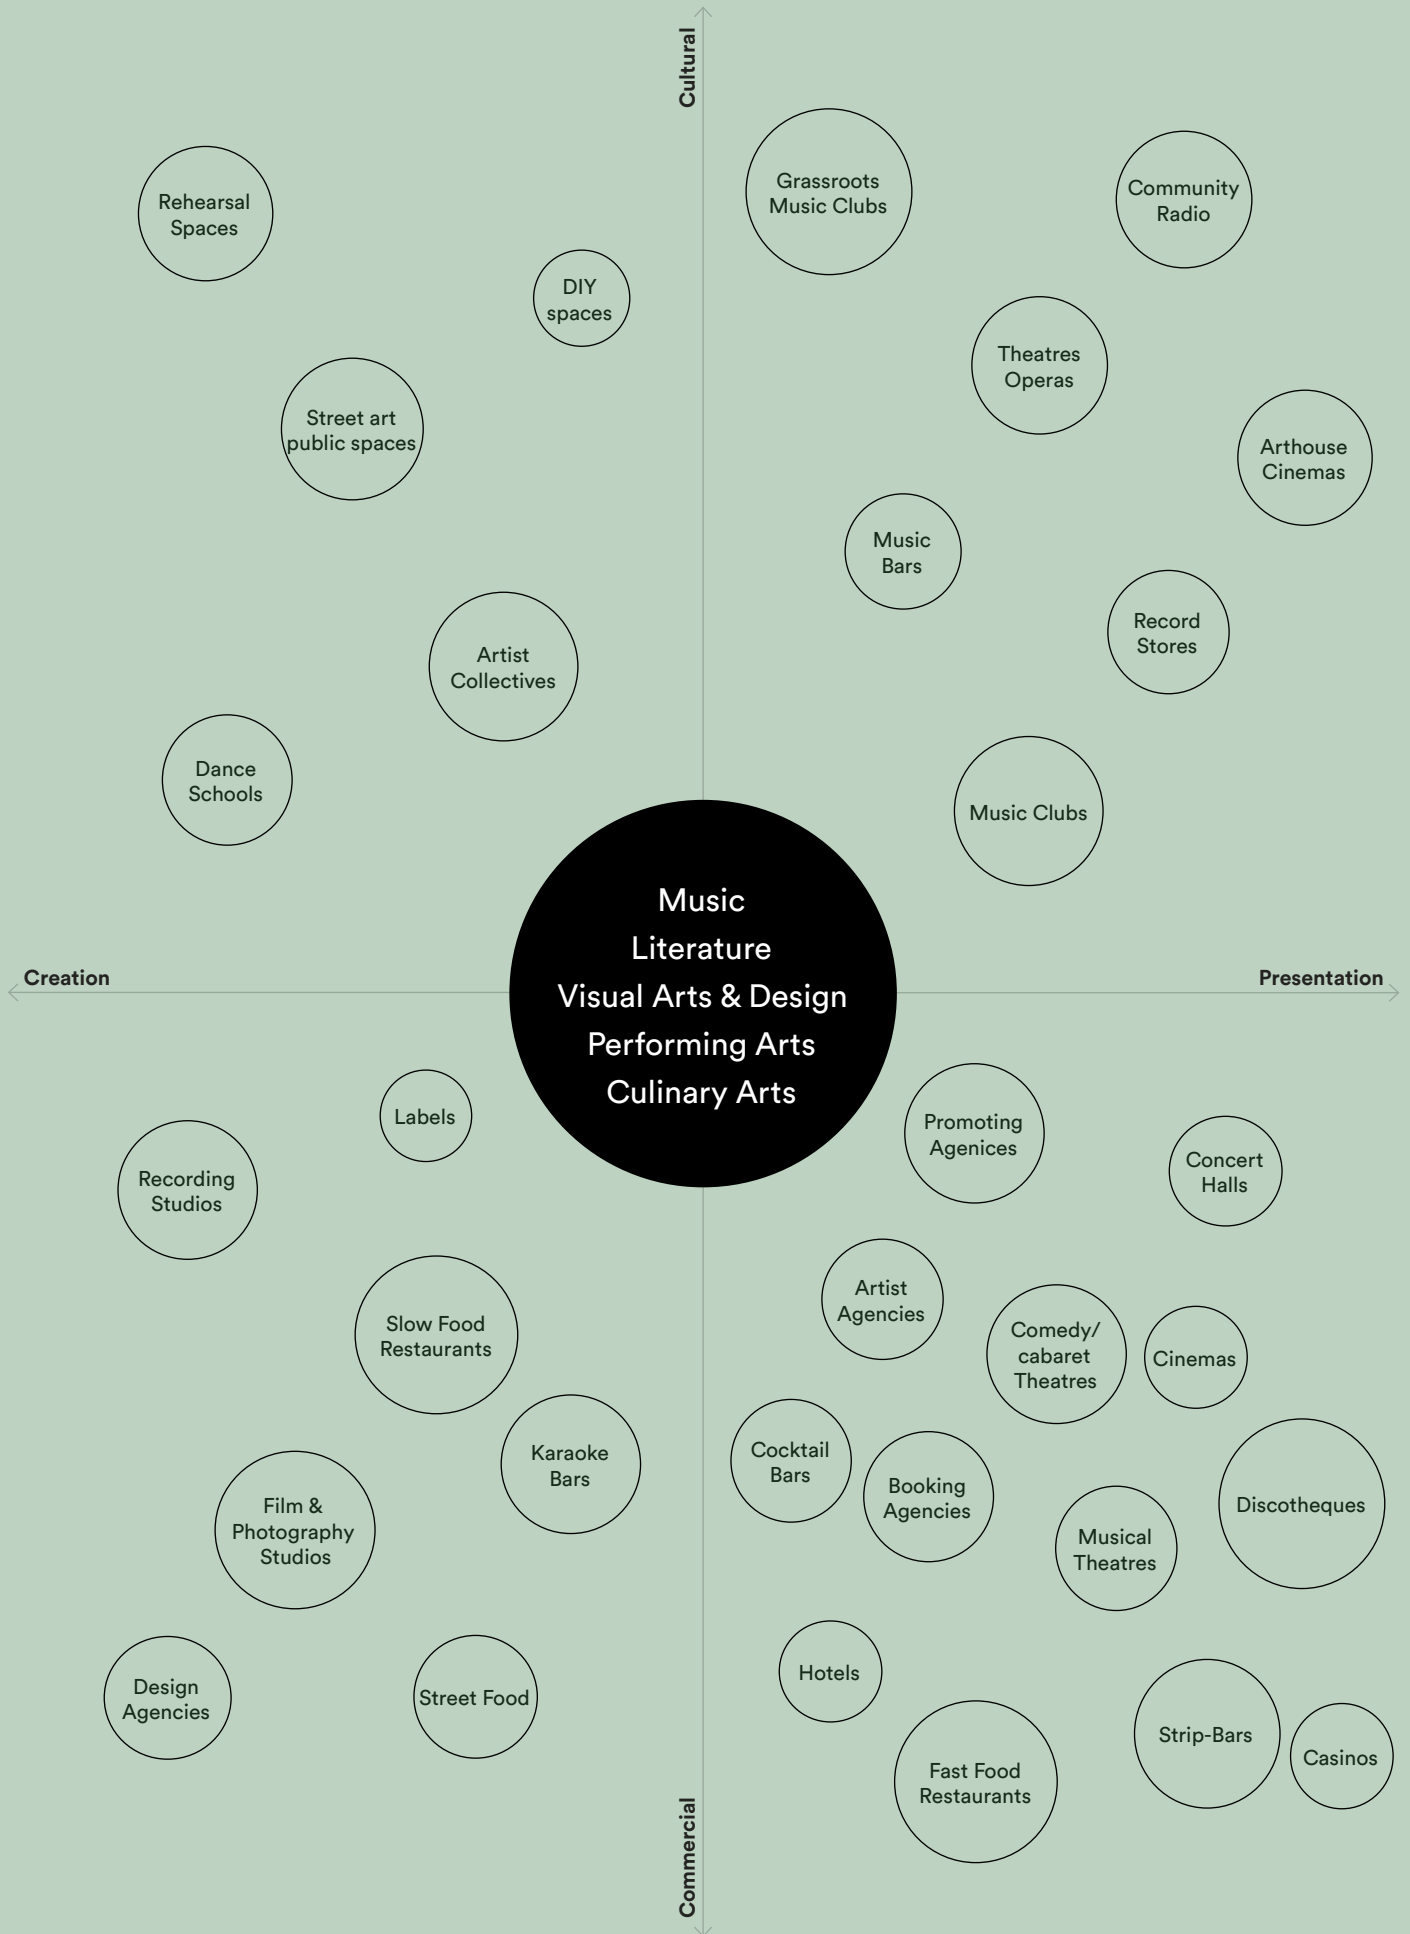 Cultural
Grassroots
Music Clubs
Community
Radio
Rehearsal
Spaces
DIY
spaces
Theatres
Operas
Street art
public spaces
Arthouse
Cinemas
Music
Bars
Record
Stores
Artist
Collectives
Dance
Schools
Music Clubs
Music
Literature
Visual Arts & Design
Performing Arts
Culinary Arts
Creation
Presentation
Labels
Promoting
Agenices
Concert
Halls
Recording
Studios
Artist
Agencies
Slow Food
Restaurants
Comedy/
cabaret
Theatres
Cinemas
Karaoke
Bars
Cocktail
Bars
Booking
Agencies
Discotheques
Film &
Photography
Studios
Musical
Theatres
Design
Agencies
Street Food
Hotels
Strip-Bars
Casinos
Fast Food
Restaurants
Commercial